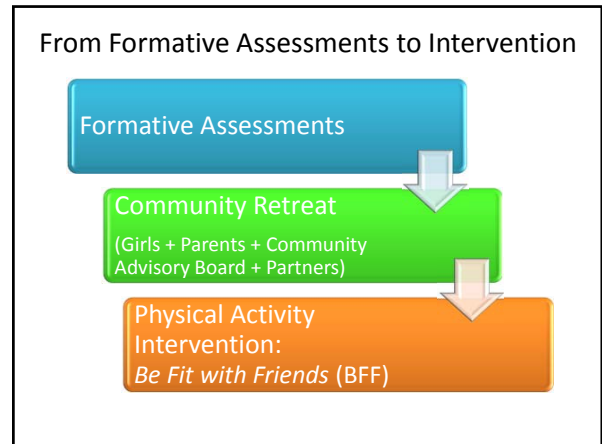 From Formative Assessments to Intervention
Formative Assessments
Community Retreat
(Girls + Parents + Community
Advisory Board + Partners)
Physical Activity
Intervention:
Be Fit with Friends (BFF)